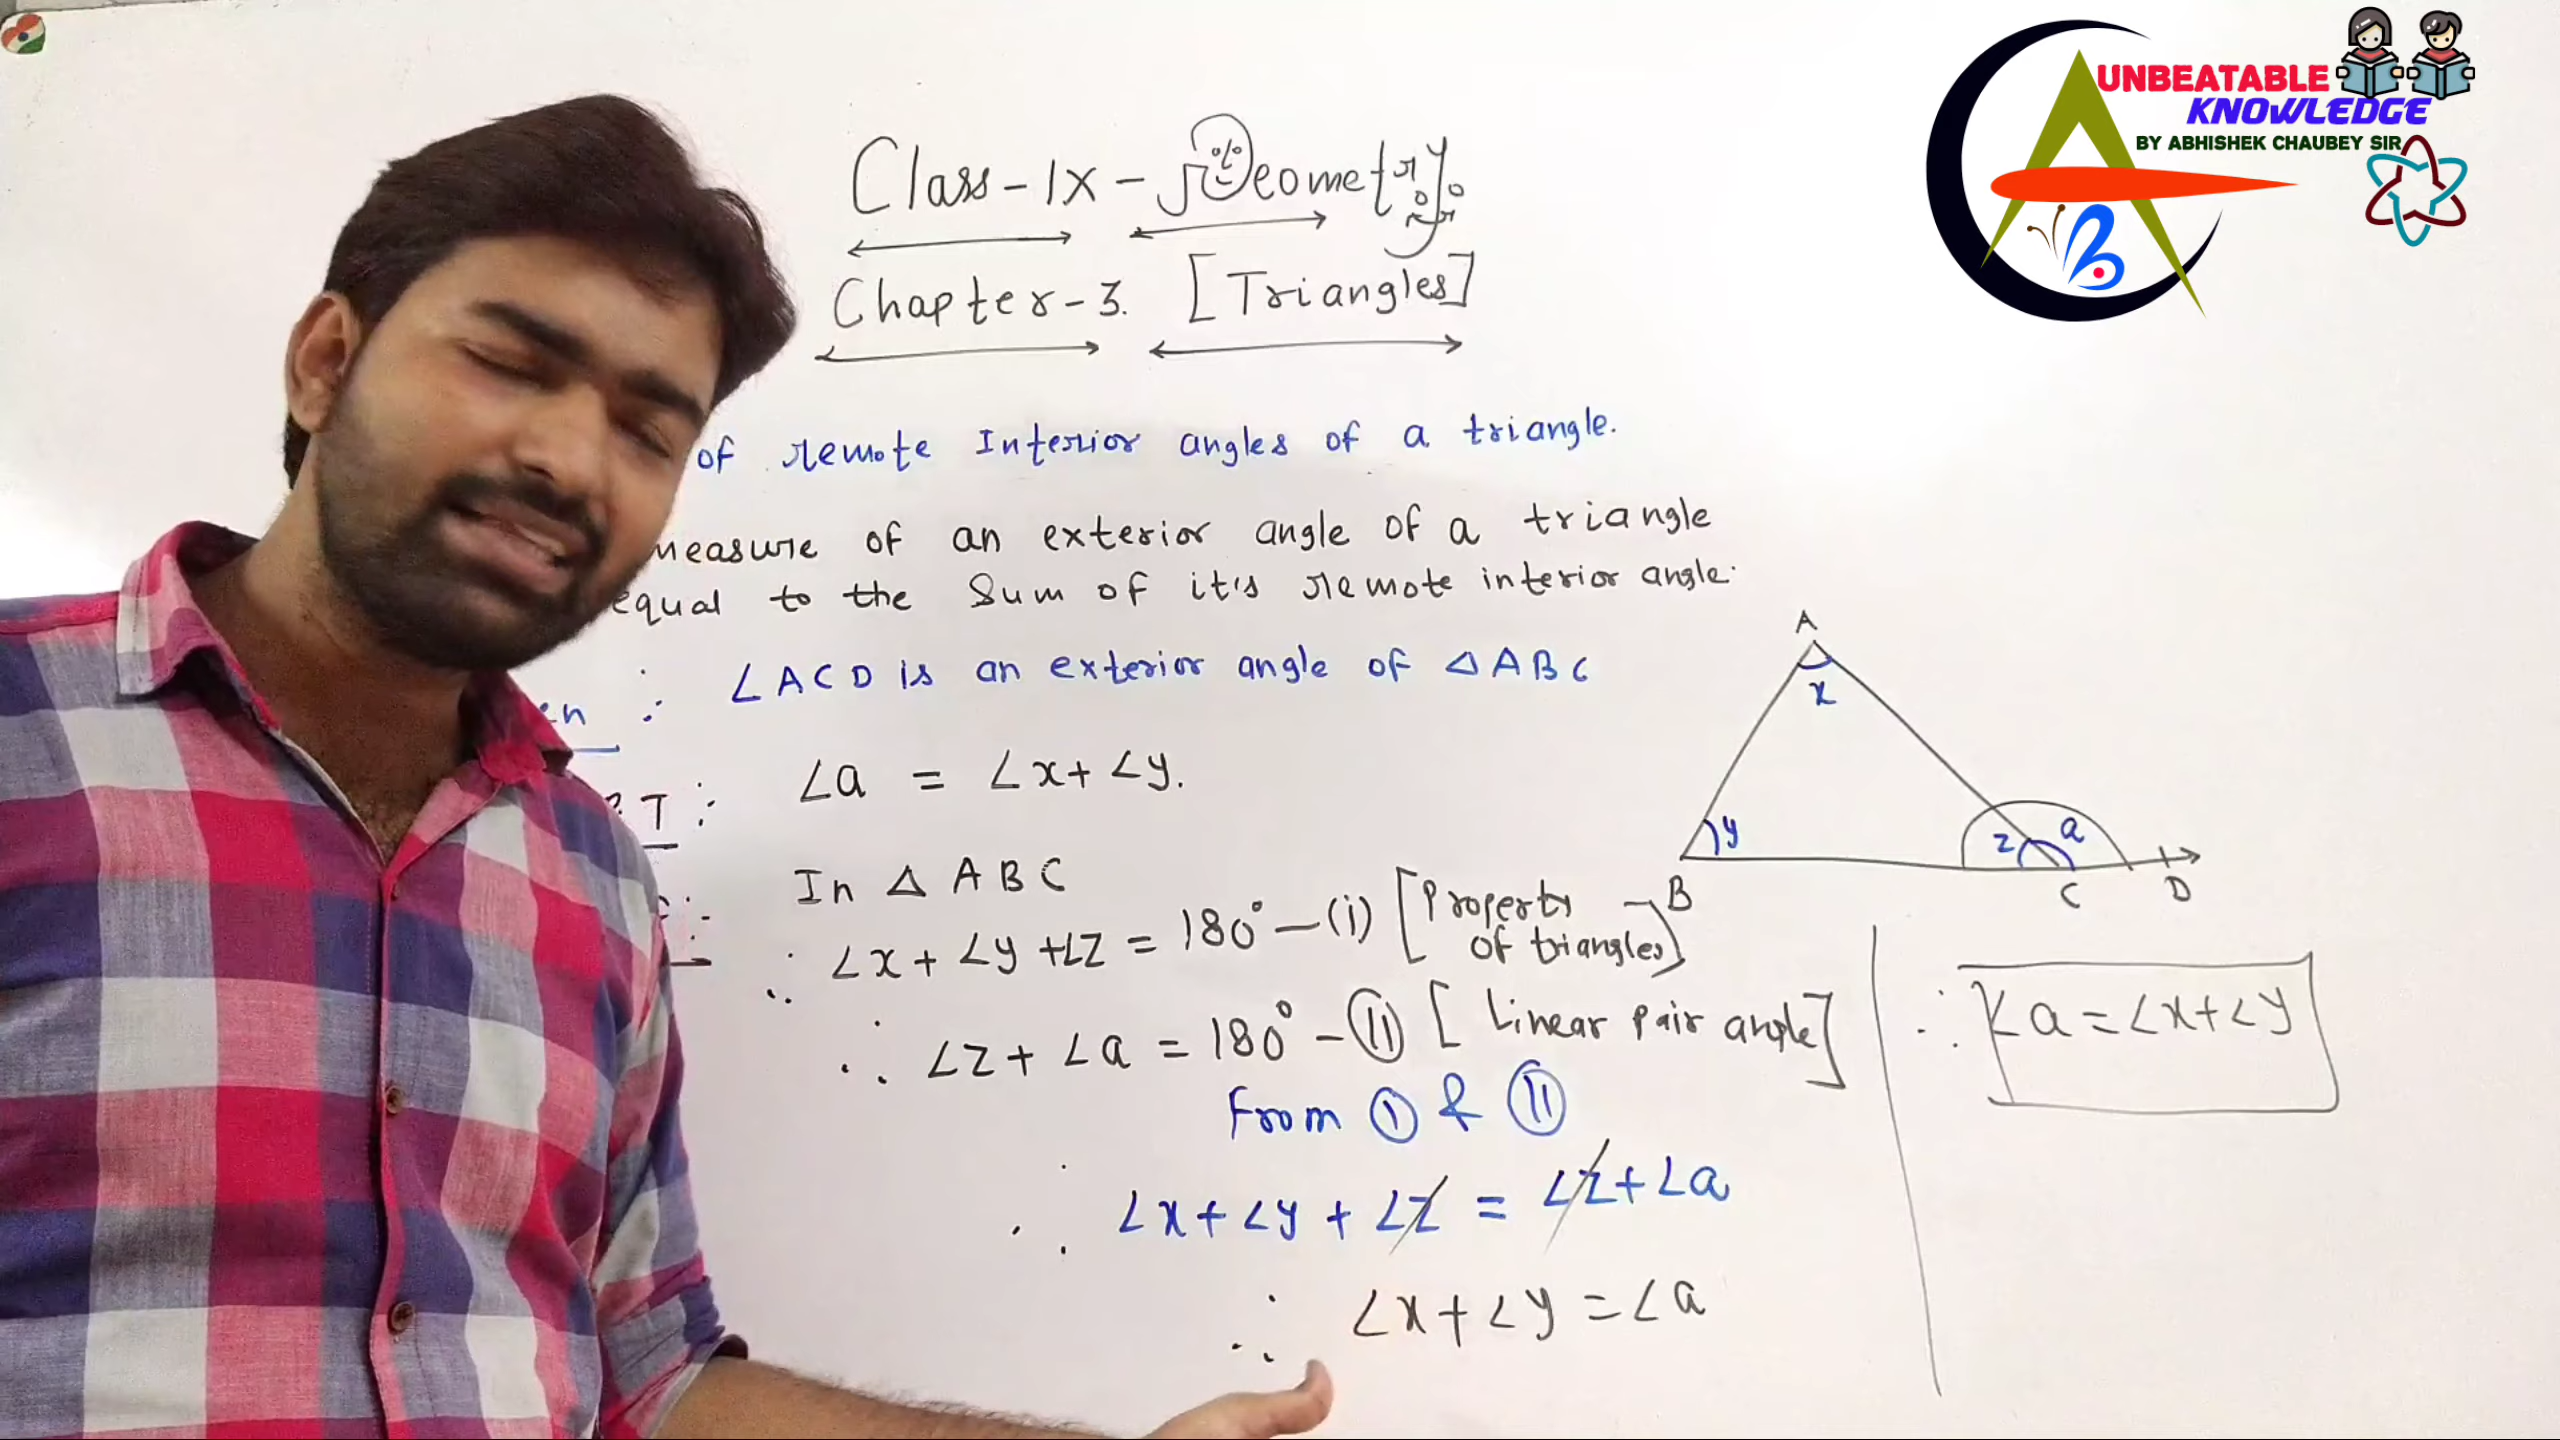 UNBEATABLE
KNOWLEDGE
BY ABHISHEK CHAUBEY SIR
Class-IX-Geometry
Chapter-3. [Triangles]
of remote Interior angles of a triangle.
measure of an exterior angle of a triangle
equal to the Sum of it's remote interior angle.
∠ACD is an exterior angle of △ABC
T : ∠a = ∠x+∠y.
In △ABC
∴ ∠x+∠y+∠z = 180°-(i) [Property of triangles]
∴ ∠z+∠a = 180°-(II) [Linear pair angle]
From (I) & (II)
∴ ∠x+∠y+∠z = ∠z+∠a
∴ ∠x+∠y=∠a
A
x
y
z a
B C D
∴ ∠a=∠x+∠y